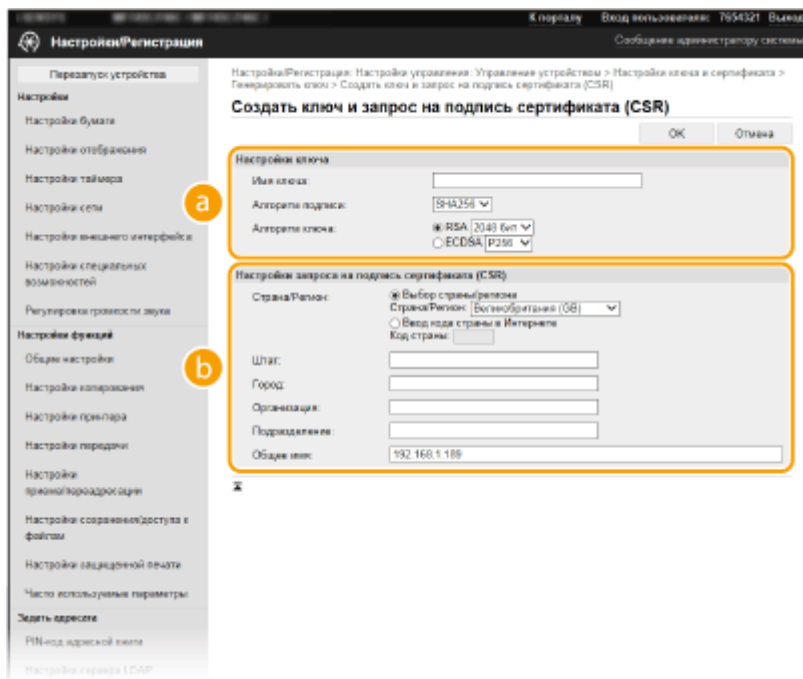 К порталу Вход пользователя: 7654321 Выход
Настройки/Регистрация
Сообщение администратору системы
Перезапуск устройства
Настройки
Настройки бумаги
Настройки отображения
Настройки таймера
Настройки сети
Настройки внешнего интерфейса
Настройки специальных
возможностей
Регулировка громкости звука
Настройки функций
Общие настройки
Настройки копирования
Настройки принтера
Настройки передачи
Настройки
приема/переадресации
Настройки сохранения/доступа к
файлам
Настройки защищенной печати
Часто используемые параметры
Задать адресата
PIN-код адресной книги
Настройки сервера LDAP
Настройки/Регистрация: Настройки управления: Управление устройством > Настройки ключа и сертификата >
Генерировать ключ > Создать ключ и запрос на подпись сертификата (CSR)
Создать ключ и запрос на подпись сертификата (CSR)
OK Отмена
a
Настройки ключа
Имя ключа:
Алгоритм подписи: SHA256
Алгоритм ключа: RSA 2048 бит
ECDSA P256
b
Настройки запроса на подпись сертификата (CSR)
Страна/Регион: Выбор страны/региона
Страна/Регион: Великобритания (GB)
Ввод кода страны в Интернете
Код страны:
Штат:
Город:
Организация:
Подразделение:
Общее имя: 192.168.1.189